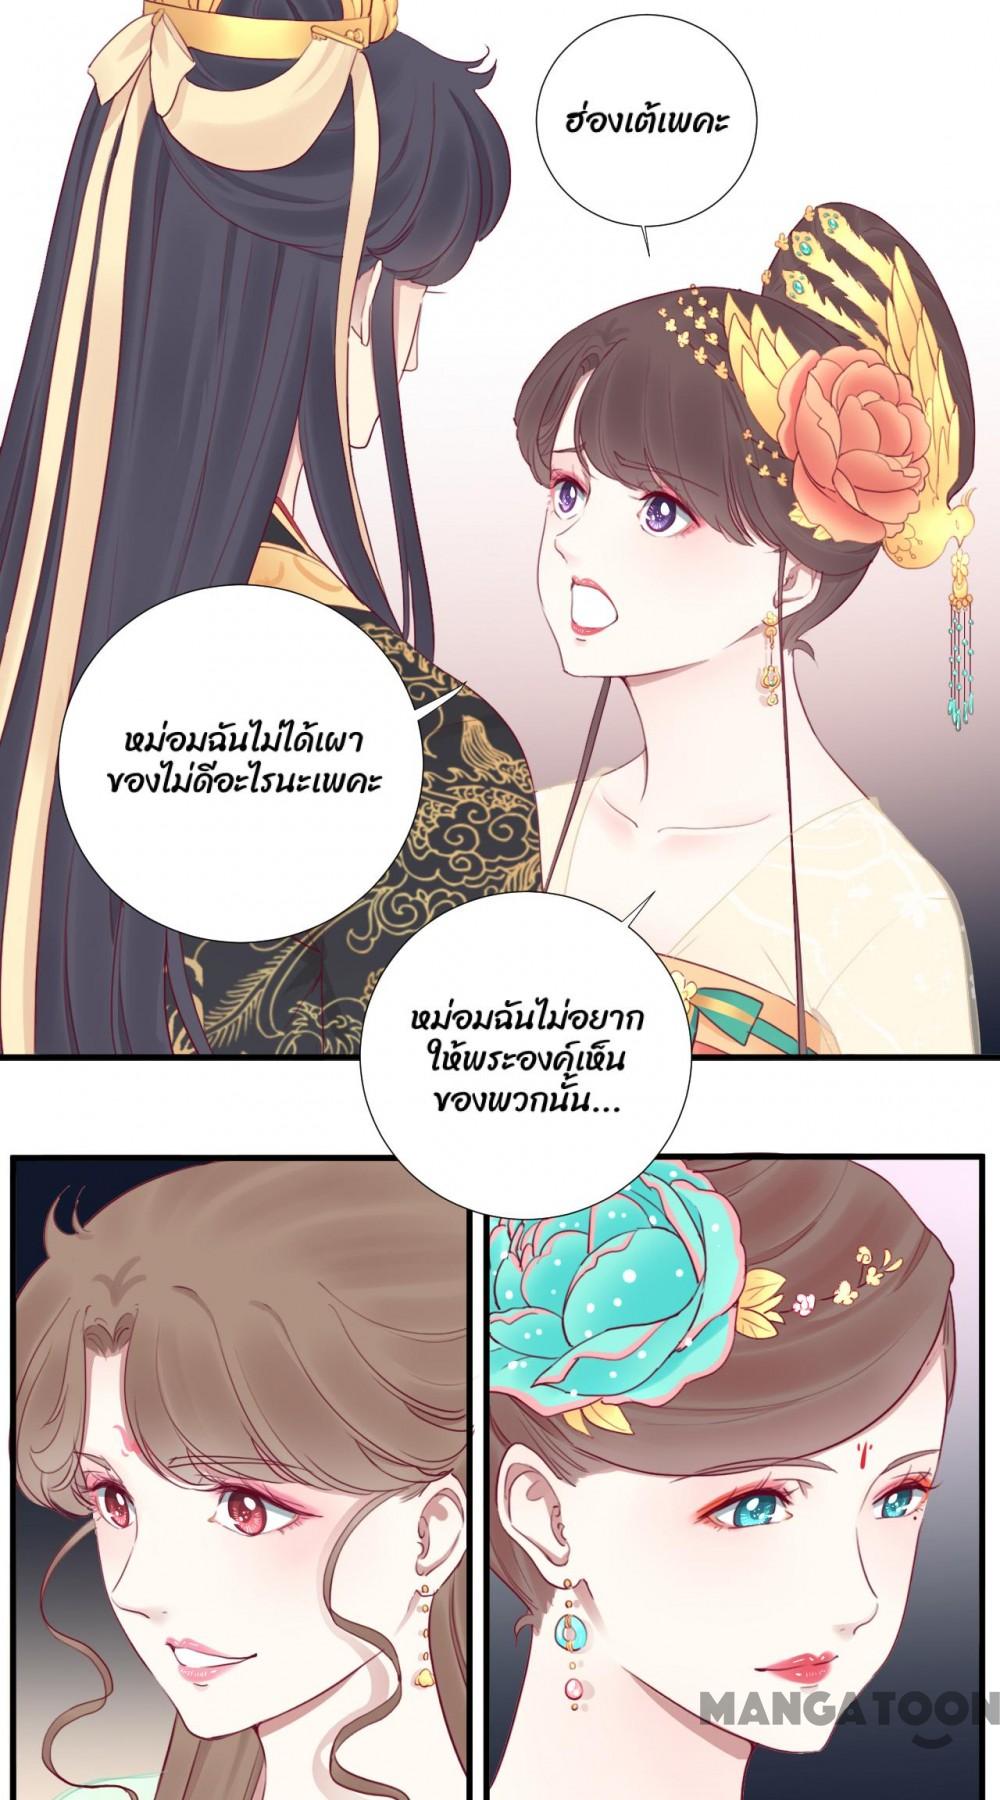 ฮ่องเต้เพคะ
หม่อมฉันไม่ได้เผา
ของไม่ดีอะไรนะเพคะ
หม่อมฉันไม่อยาก
ให้พระองค์เห็น
ของพวกนั้น...
MANGATOON